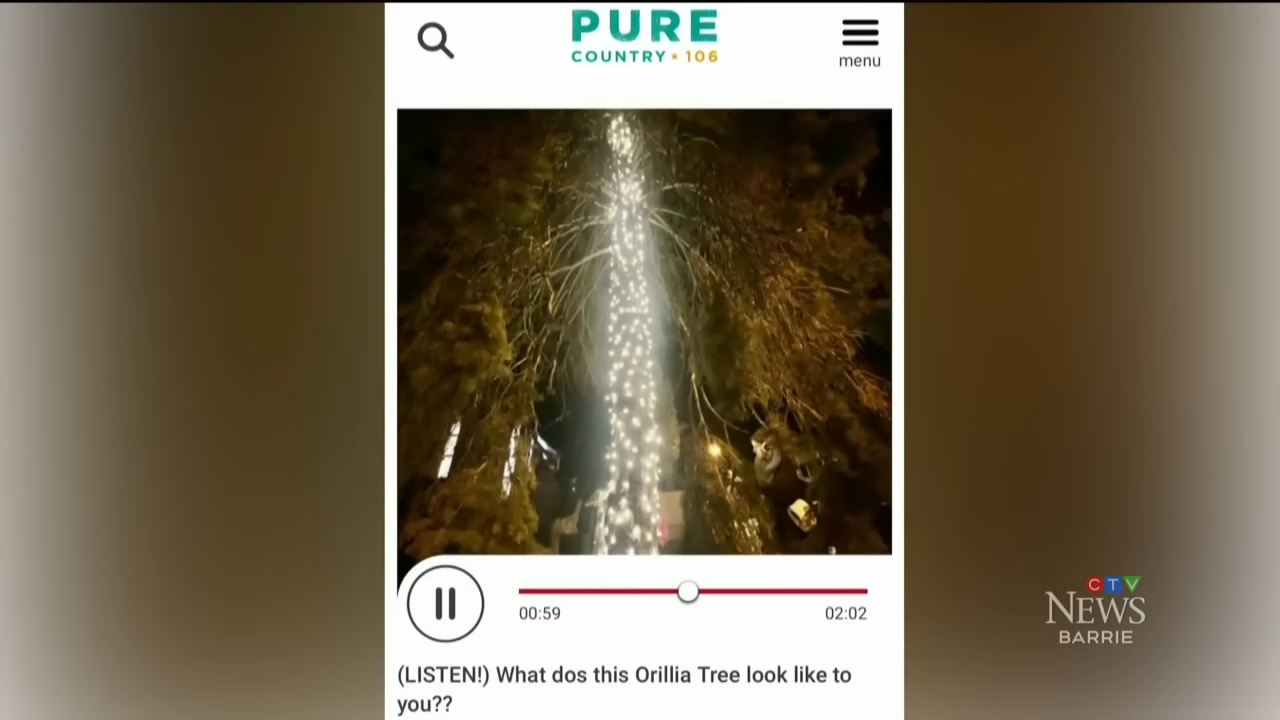 PURE
COUNTRY ★ 106
menu
00:59
02:02
CTV
NEWS
BARRIE
(LISTEN!) What dos this Orillia Tree look like to
you??